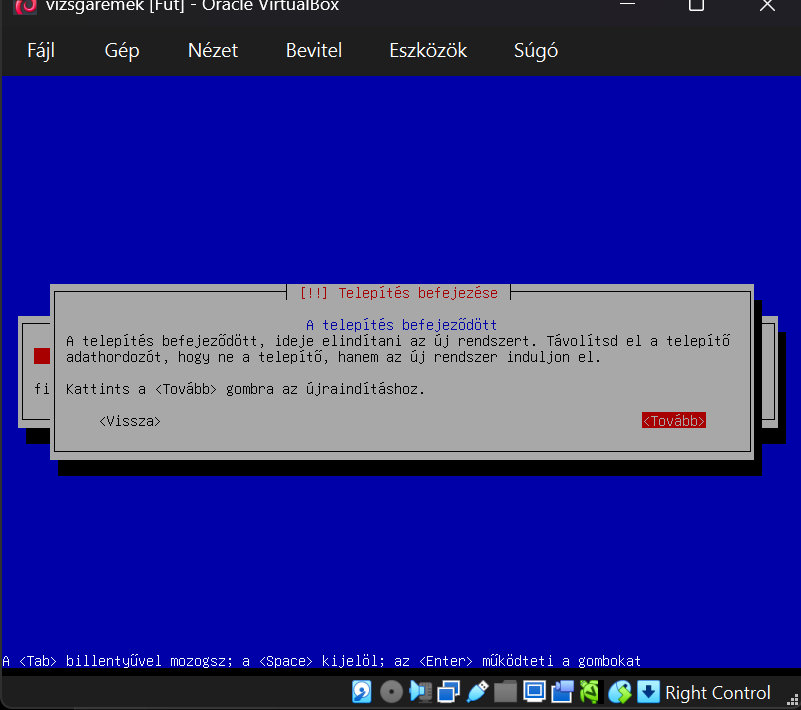 vizsgaremek [Fut] - Oracle VirtualBox
Fájl Gép Nézet Bevitel Eszközök Súgó
[!!] Telepítés befejezése
A telepítés befejeződött
A telepítés befejeződött, ideje elindítani az új rendszert. Távolítsd el a telepítő
adathordozót, hogy ne a telepítő, hanem az új rendszer induljon el.
fi
Kattints a <Tovább> gombra az újraindításhoz.
<Vissza> <Tovább>
A <Tab> billentyűvel mozogsz; a <Space> kijelöl; az <Enter> működteti a gombokat
Right Control